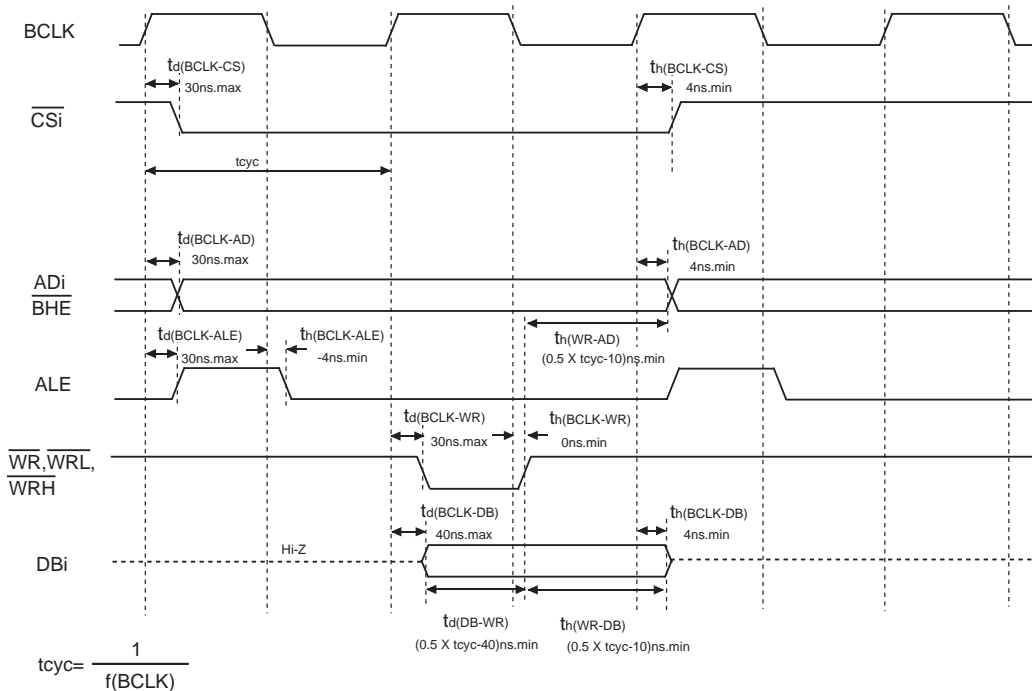 BCLK
td(BCLK-CS)
30ns.max
th(BCLK-CS)
4ns.min
CSi
tcyc
td(BCLK-AD)
30ns.max
th(BCLK-AD)
4ns.min
ADi
BHE
td(BCLK-ALE)
30ns.max
th(BCLK-ALE)
-4ns.min
th(WR-AD)
(0.5 X tcyc-10)ns.min
ALE
td(BCLK-WR)
30ns.max
th(BCLK-WR)
0ns.min
WR,WRL,
WRH
td(BCLK-DB)
40ns.max
th(BCLK-DB)
4ns.min
Hi-Z
DBi
td(DB-WR)
(0.5 X tcyc-40)ns.min
th(WR-DB)
(0.5 X tcyc-10)ns.min
tcyc=
1
f(BCLK)